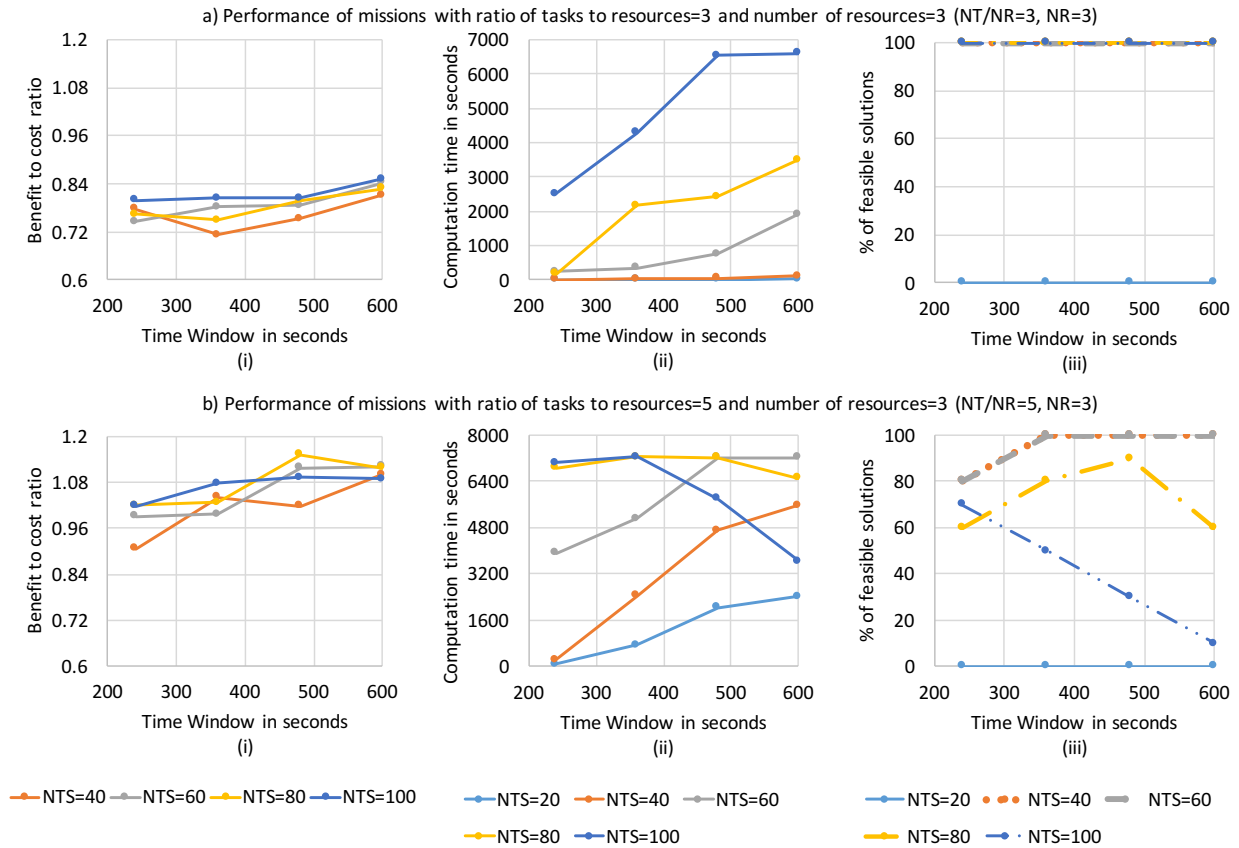 a) Performance of missions with ratio of tasks to resources=3 and number of resources=3 (NT/NR=3, NR=3)
Benefit to cost ratio
1.2
1.08
0.96
0.84
0.72
0.6
200 300 400 500 600
Time Window in seconds
(i)
Computation time in seconds
7000
6000
5000
4000
3000
2000
1000
0
200 300 400 500 600
Time Window in seconds
(ii)
% of feasible solutions
100
80
60
40
20
0
200 300 400 500 600
Time Window in seconds
(iii)
b) Performance of missions with ratio of tasks to resources=5 and number of resources=3 (NT/NR=5, NR=3)
Benefit to cost ratio
1.2
1.08
0.96
0.84
0.72
0.6
200 300 400 500 600
Time Window in seconds
(i)
Computation time in seconds
8000
6400
4800
3200
1600
0
200 300 400 500 600
Time Window in seconds
(ii)
% of feasible solutions
100
80
60
40
20
0
200 300 400 500 600
Time Window in seconds
(iii)
NTS=40 NTS=60 NTS=80 NTS=100
NTS=20 NTS=40 NTS=60
NTS=80 NTS=100
NTS=20 NTS=40 NTS=60
NTS=80 NTS=100